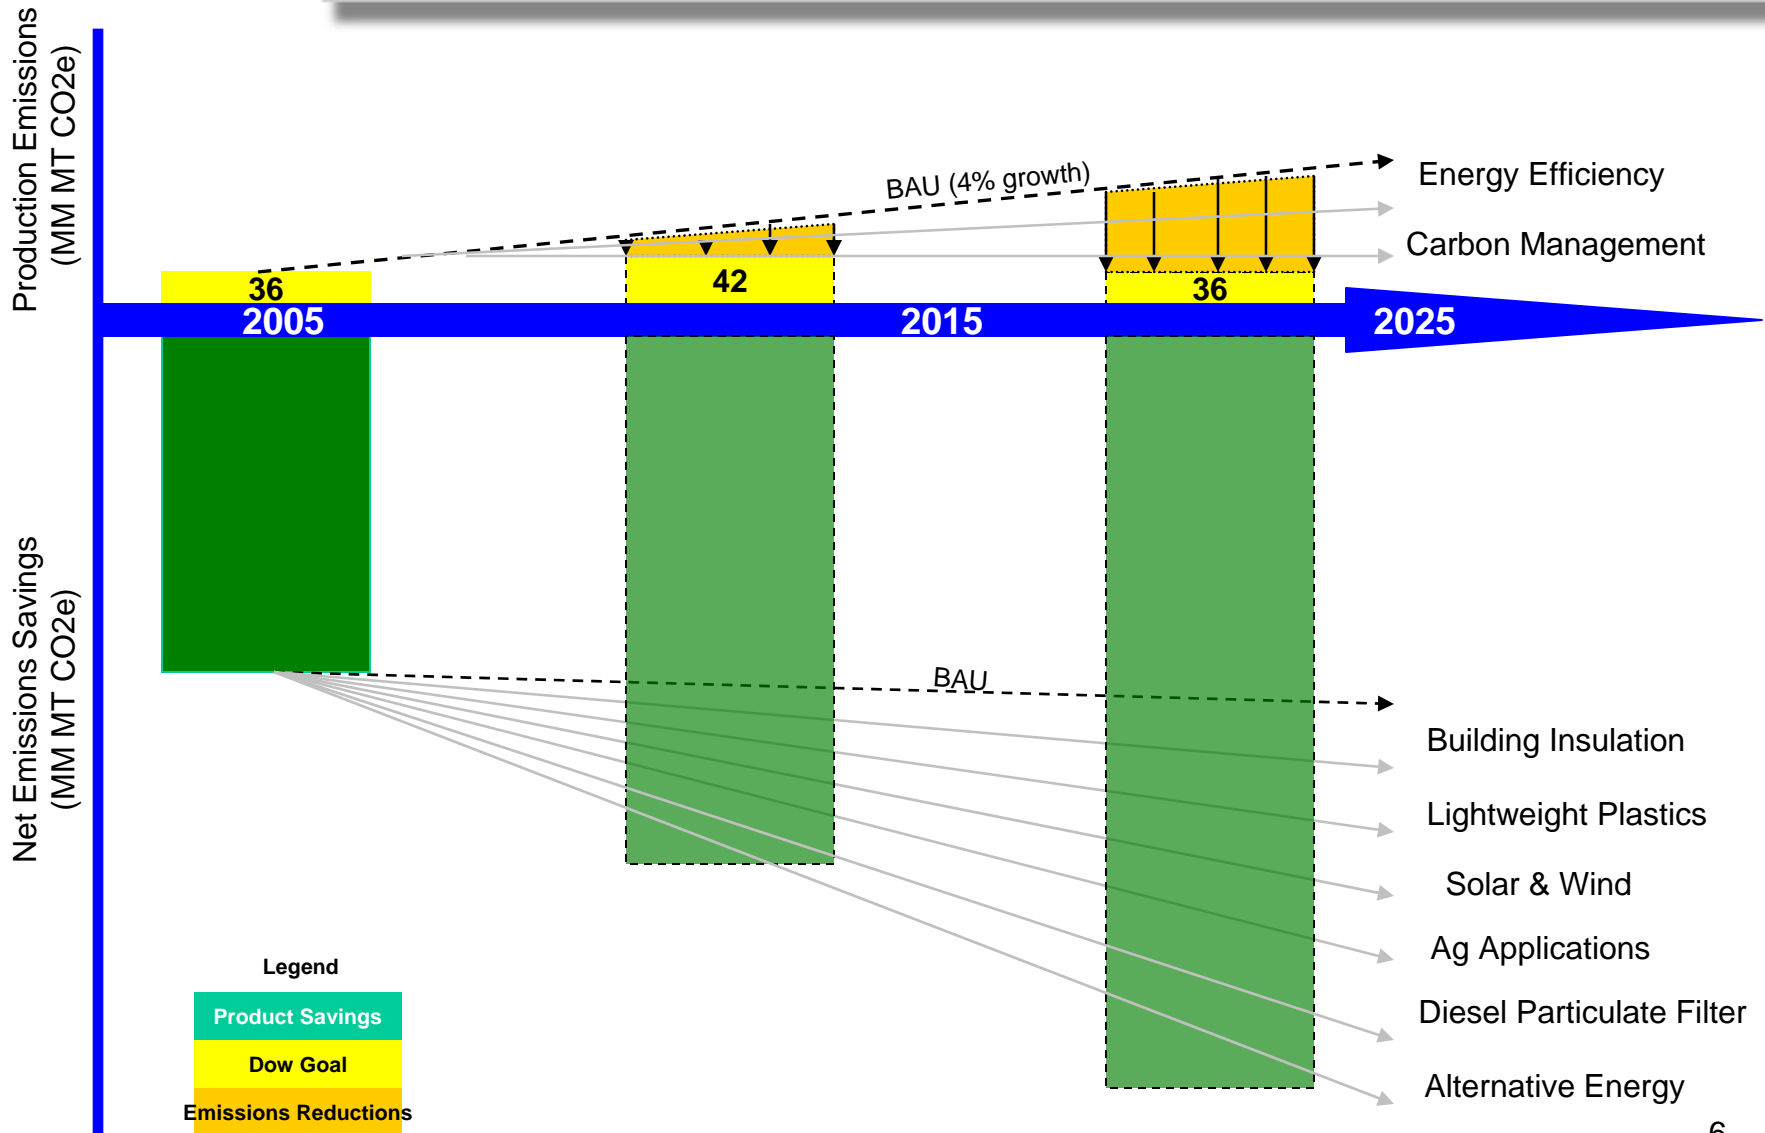 Production Emissions
(MM MT CO2e)
BAU (4% growth)
Energy Efficiency
Carbon Management
36
42
36
2005
2015
2025
Net Emissions Savings
(MM MT CO2e)
BAU
Building Insulation
Lightweight Plastics
Solar & Wind
Ag Applications
Diesel Particulate Filter
Alternative Energy
Legend
Product Savings
Dow Goal
Emissions Reductions
6